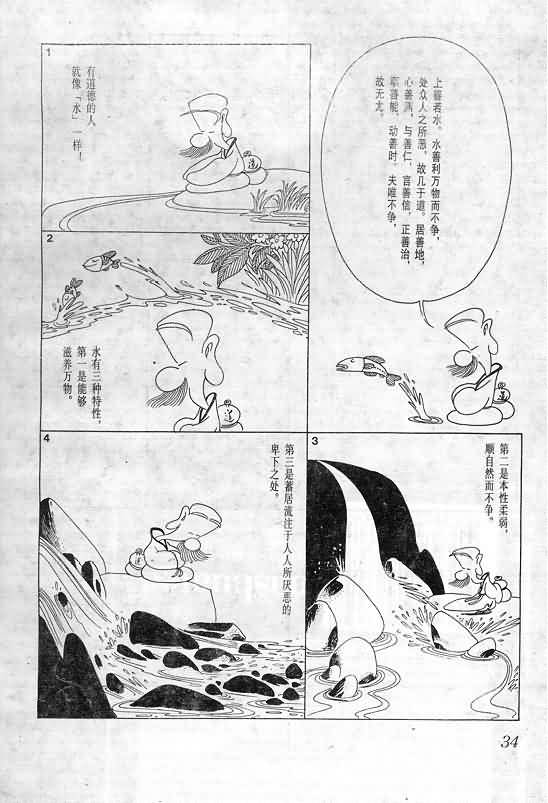 上善若水。水善利万物而不争，
处众人之所恶。故几于道。居善地，
心善渊，与善仁，言善信，正善治，
事善能，动善时。夫唯不争，
故无尤。
1
有道德的人
就像「水」一样！
2
水有三种特性，
第一是能够
滋养万物。
3
第二是本性柔弱，
顺自然而不争。
4
第三是蓄居流注于人人所厌恶的
卑下之处。
道
道
34